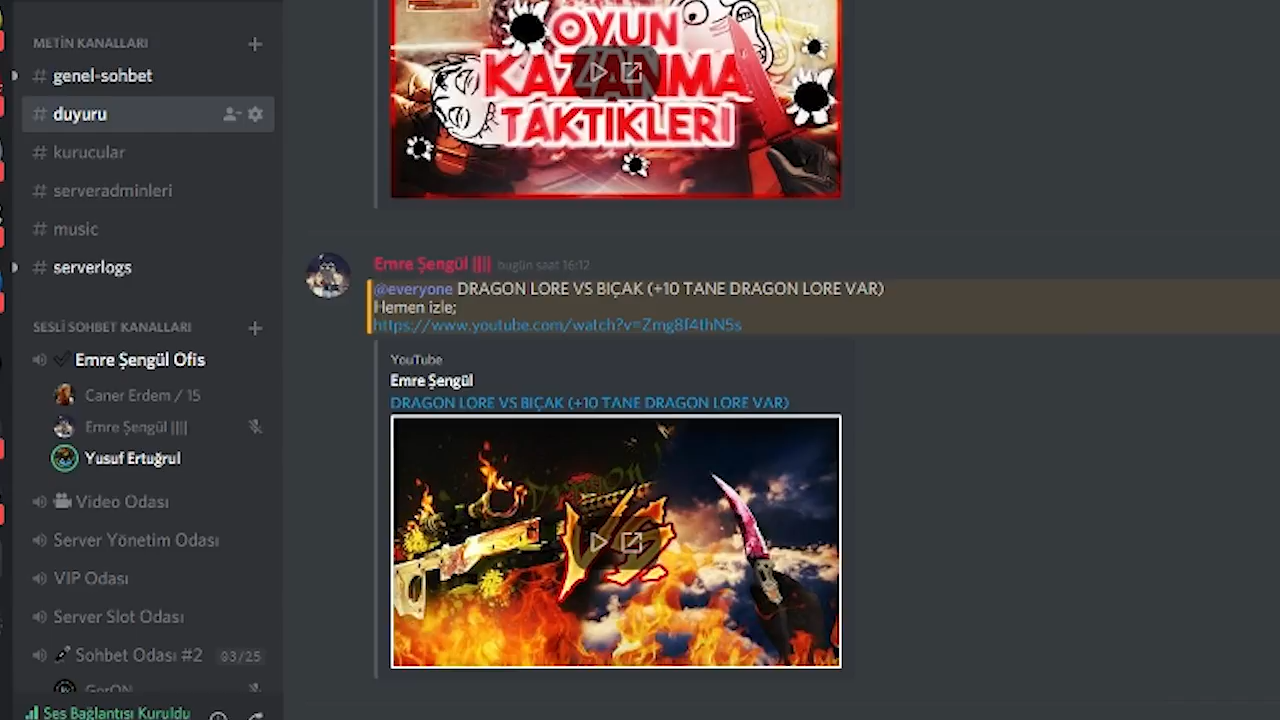 METİN KANALLARI
# genel-sohbet
# duyuru
# kurucular
# serveradminleri
# music
# serverlogs
SESLİ SOHBET KANALLARI
Emre Şengül Ofis
Caner Erdem / 15
Emre Şengül ||||
Yusuf Ertuğrul
Video Odası
Server Yönetim Odası
VIP Odası
Server Slot Odası
Sohbet Odası #2 03/25
GorON
Ses Bağlantısı Kuruldu
OYUN
KAZANMA
TAKTİKLERİ
Emre Şengül |||| bugün saat 16:12
@everyone DRAGON LORE VS BIÇAK (+10 TANE DRAGON LORE VAR)
Hemen izle;
https://www.youtube.com/watch?v=Zmg8f4thN5s
YouTube
Emre Şengül
DRAGON LORE VS BIÇAK (+10 TANE DRAGON LORE VAR)
Dragon
VS